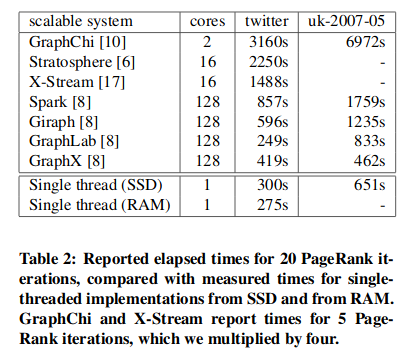 scalable system cores twitter uk-2007-05
GraphChi [10] 2 3160s 6972s
Stratosphere [6] 16 2250s -
X-Stream [17] 16 1488s -
Spark [8] 128 857s 1759s
Giraph [8] 128 596s 1235s
GraphLab [8] 128 249s 833s
GraphX [8] 128 419s 462s
Single thread (SSD) 1 300s 651s
Single thread (RAM) 1 275s -
Table 2: Reported elapsed times for 20 PageRank it-
erations, compared with measured times for single-
threaded implementations from SSD and from RAM.
GraphChi and X-Stream report times for 5 Page-
Rank iterations, which we multiplied by four.